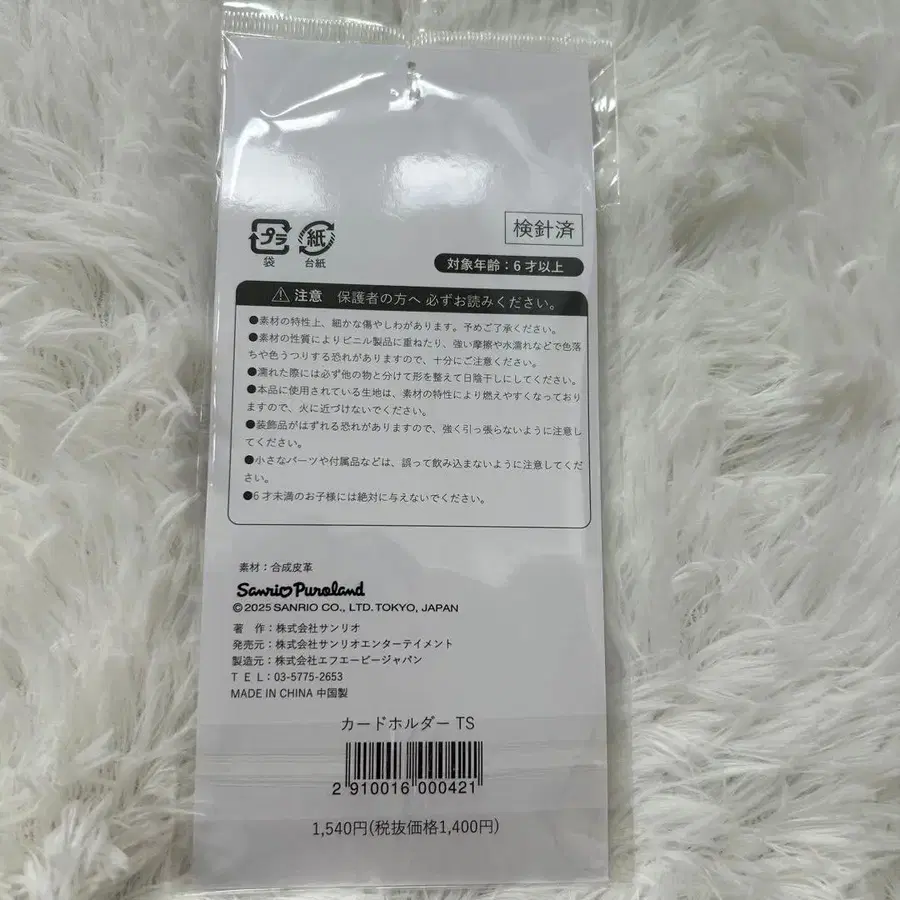 プラ
袋
紙
台紙
検針済
対象年齢：6才以上
注意 保護者の方へ 必ずお読みください。
●素材の特性上、細かな傷やしわがあります。予めご了承ください。
●素材の性質によりビニル製品に重ねたり、強い摩擦や水濡れなどで色落
ちや色うつりする恐れがありますので、十分にご注意ください。
●濡れた際には必ず他の物と分けて形を整えて日陰干しにしてください。
●本品に使用されている生地は、素材の特性により燃えやすくなっており
ますので、火に近づけないでください。
●装飾品がはずれる恐れがありますので、強く引っ張らないように注意し
てください。
●小さなパーツや付属品などは、誤って飲み込まないように注意してくだ
さい。
●6才未満のお子様には絶対に与えないでください。
素材：合成皮革
Sanrio Puroland
© 2025 SANRIO CO., LTD. TOKYO, JAPAN
著 作：株式会社サンリオ
発売元：株式会社サンリオエンターテイメント
製造元：株式会社エフエービージャパン
T E L：03-5775-2653
MADE IN CHINA 中国製
カードホルダー TS
2 910016 000421
1,540円(税抜価格1,400円)